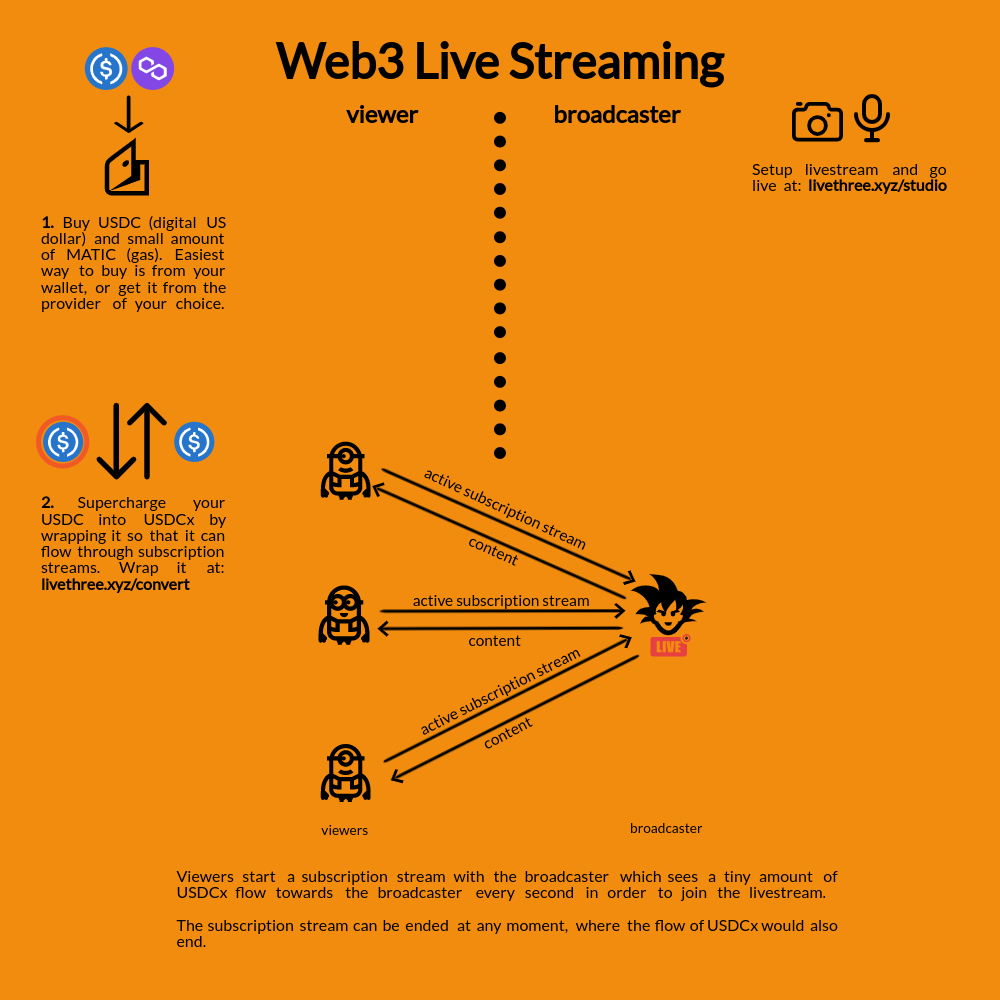 Web3 Live Streaming
viewer
broadcaster
Setup livestream and go
live at: livethree.xyz/studio
1. Buy USDC (digital US
dollar) and small amount
of MATIC (gas). Easiest
way to buy is from your
wallet, or get it from the
provider of your choice.
2. Supercharge your
USDC into USDCx by
wrapping it so that it can
flow through subscription
streams. Wrap it at:
livethree.xyz/convert
active subscription stream
content
active subscription stream
content
LIVE
active subscription stream
content
viewers
broadcaster
Viewers start a subscription stream with the broadcaster which sees a tiny amount of
USDCx flow towards the broadcaster every second in order to join the livestream.
The subscription stream can be ended at any moment, where the flow of USDCx would also
end.